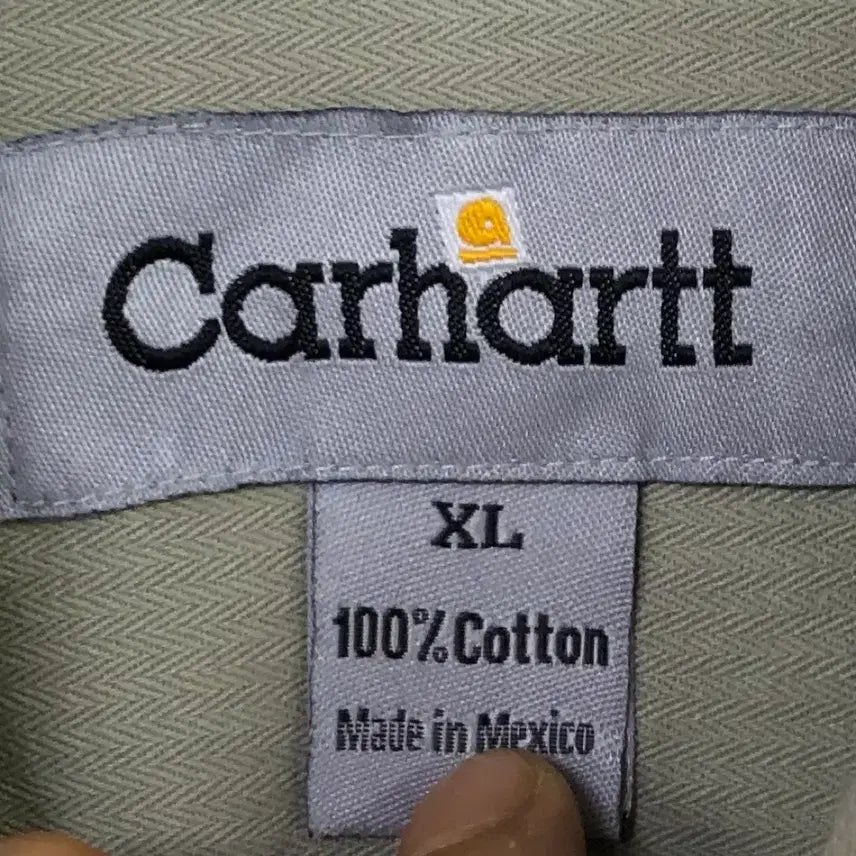 Carhartt
XL
100% Cotton
Made in Mexico